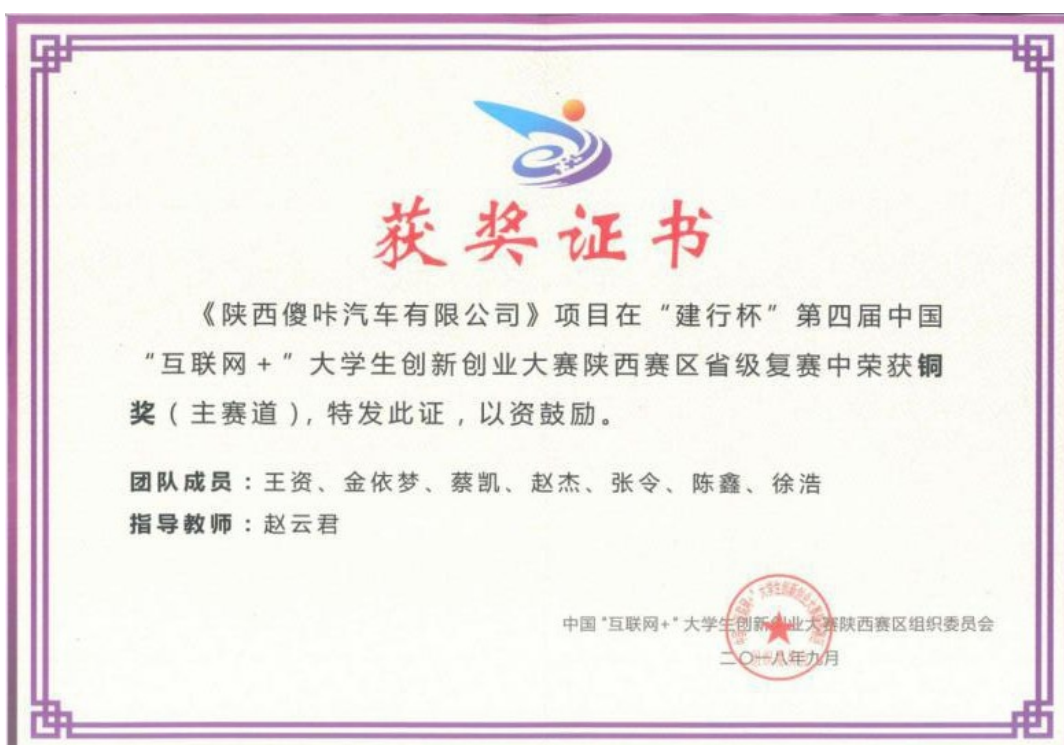 获奖证书
《陕西傻咔汽车有限公司》项目在“建行杯”第四届中国
“互联网+”大学生创新创业大赛陕西赛区省级复赛中荣获铜
奖（主赛道），特发此证，以资鼓励。
团队成员：王资、金依梦、蔡凯、赵杰、张令、陈鑫、徐浩
指导教师：赵云君
中国“互联网+”大学生创新创业大赛陕西赛区组织委员会
二〇一八年九月